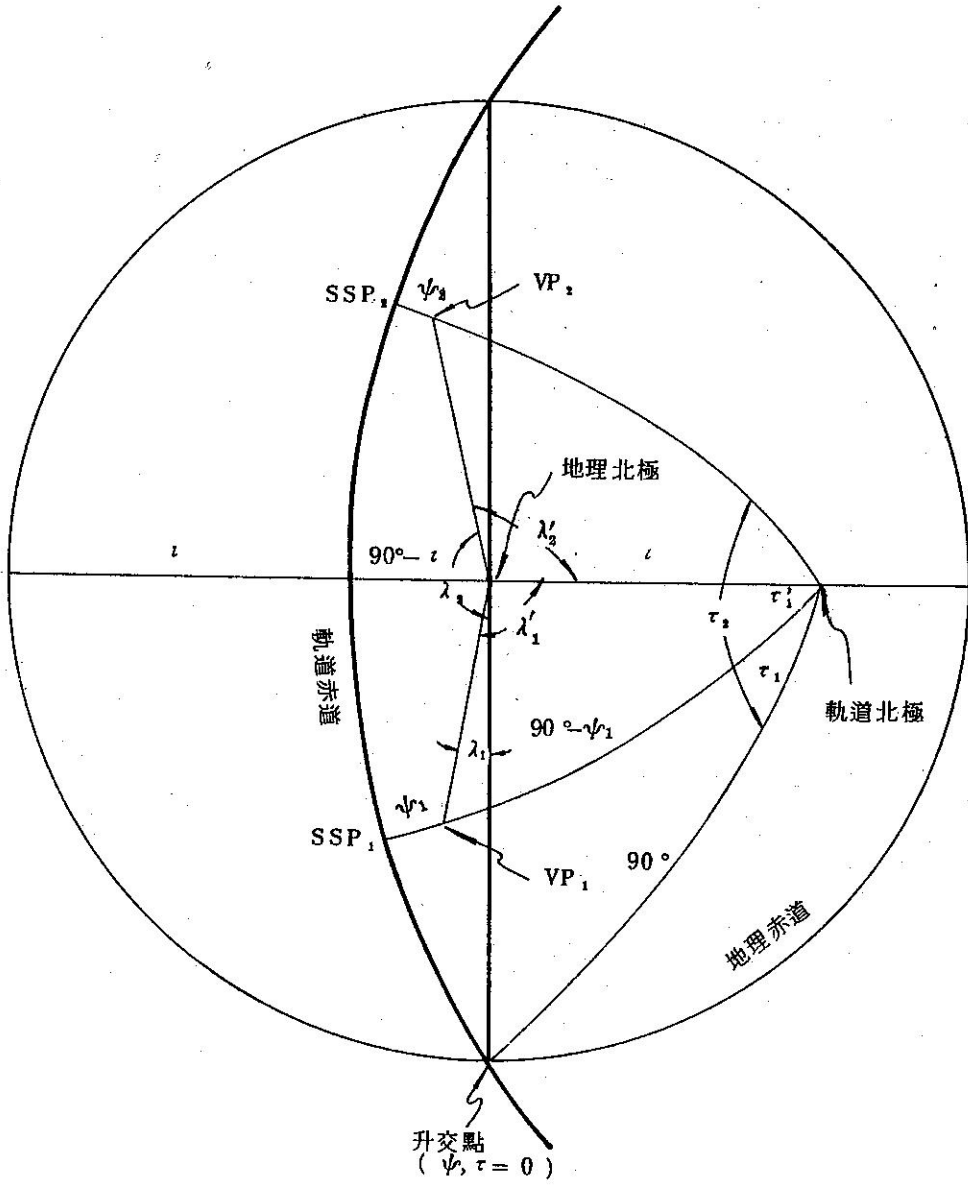 SSP₂
ψ₂
VP₂
地理北極
λ′₂
ι
90°− ι
ι
λ₂
λ′₁
τ₂
τ′₁
τ₁
軌道赤道
軌道北極
90°−ψ₁
λ₁
ψ₁
SSP₁
VP₁
90°
地理赤道
升交點
( ψ, τ = 0 )